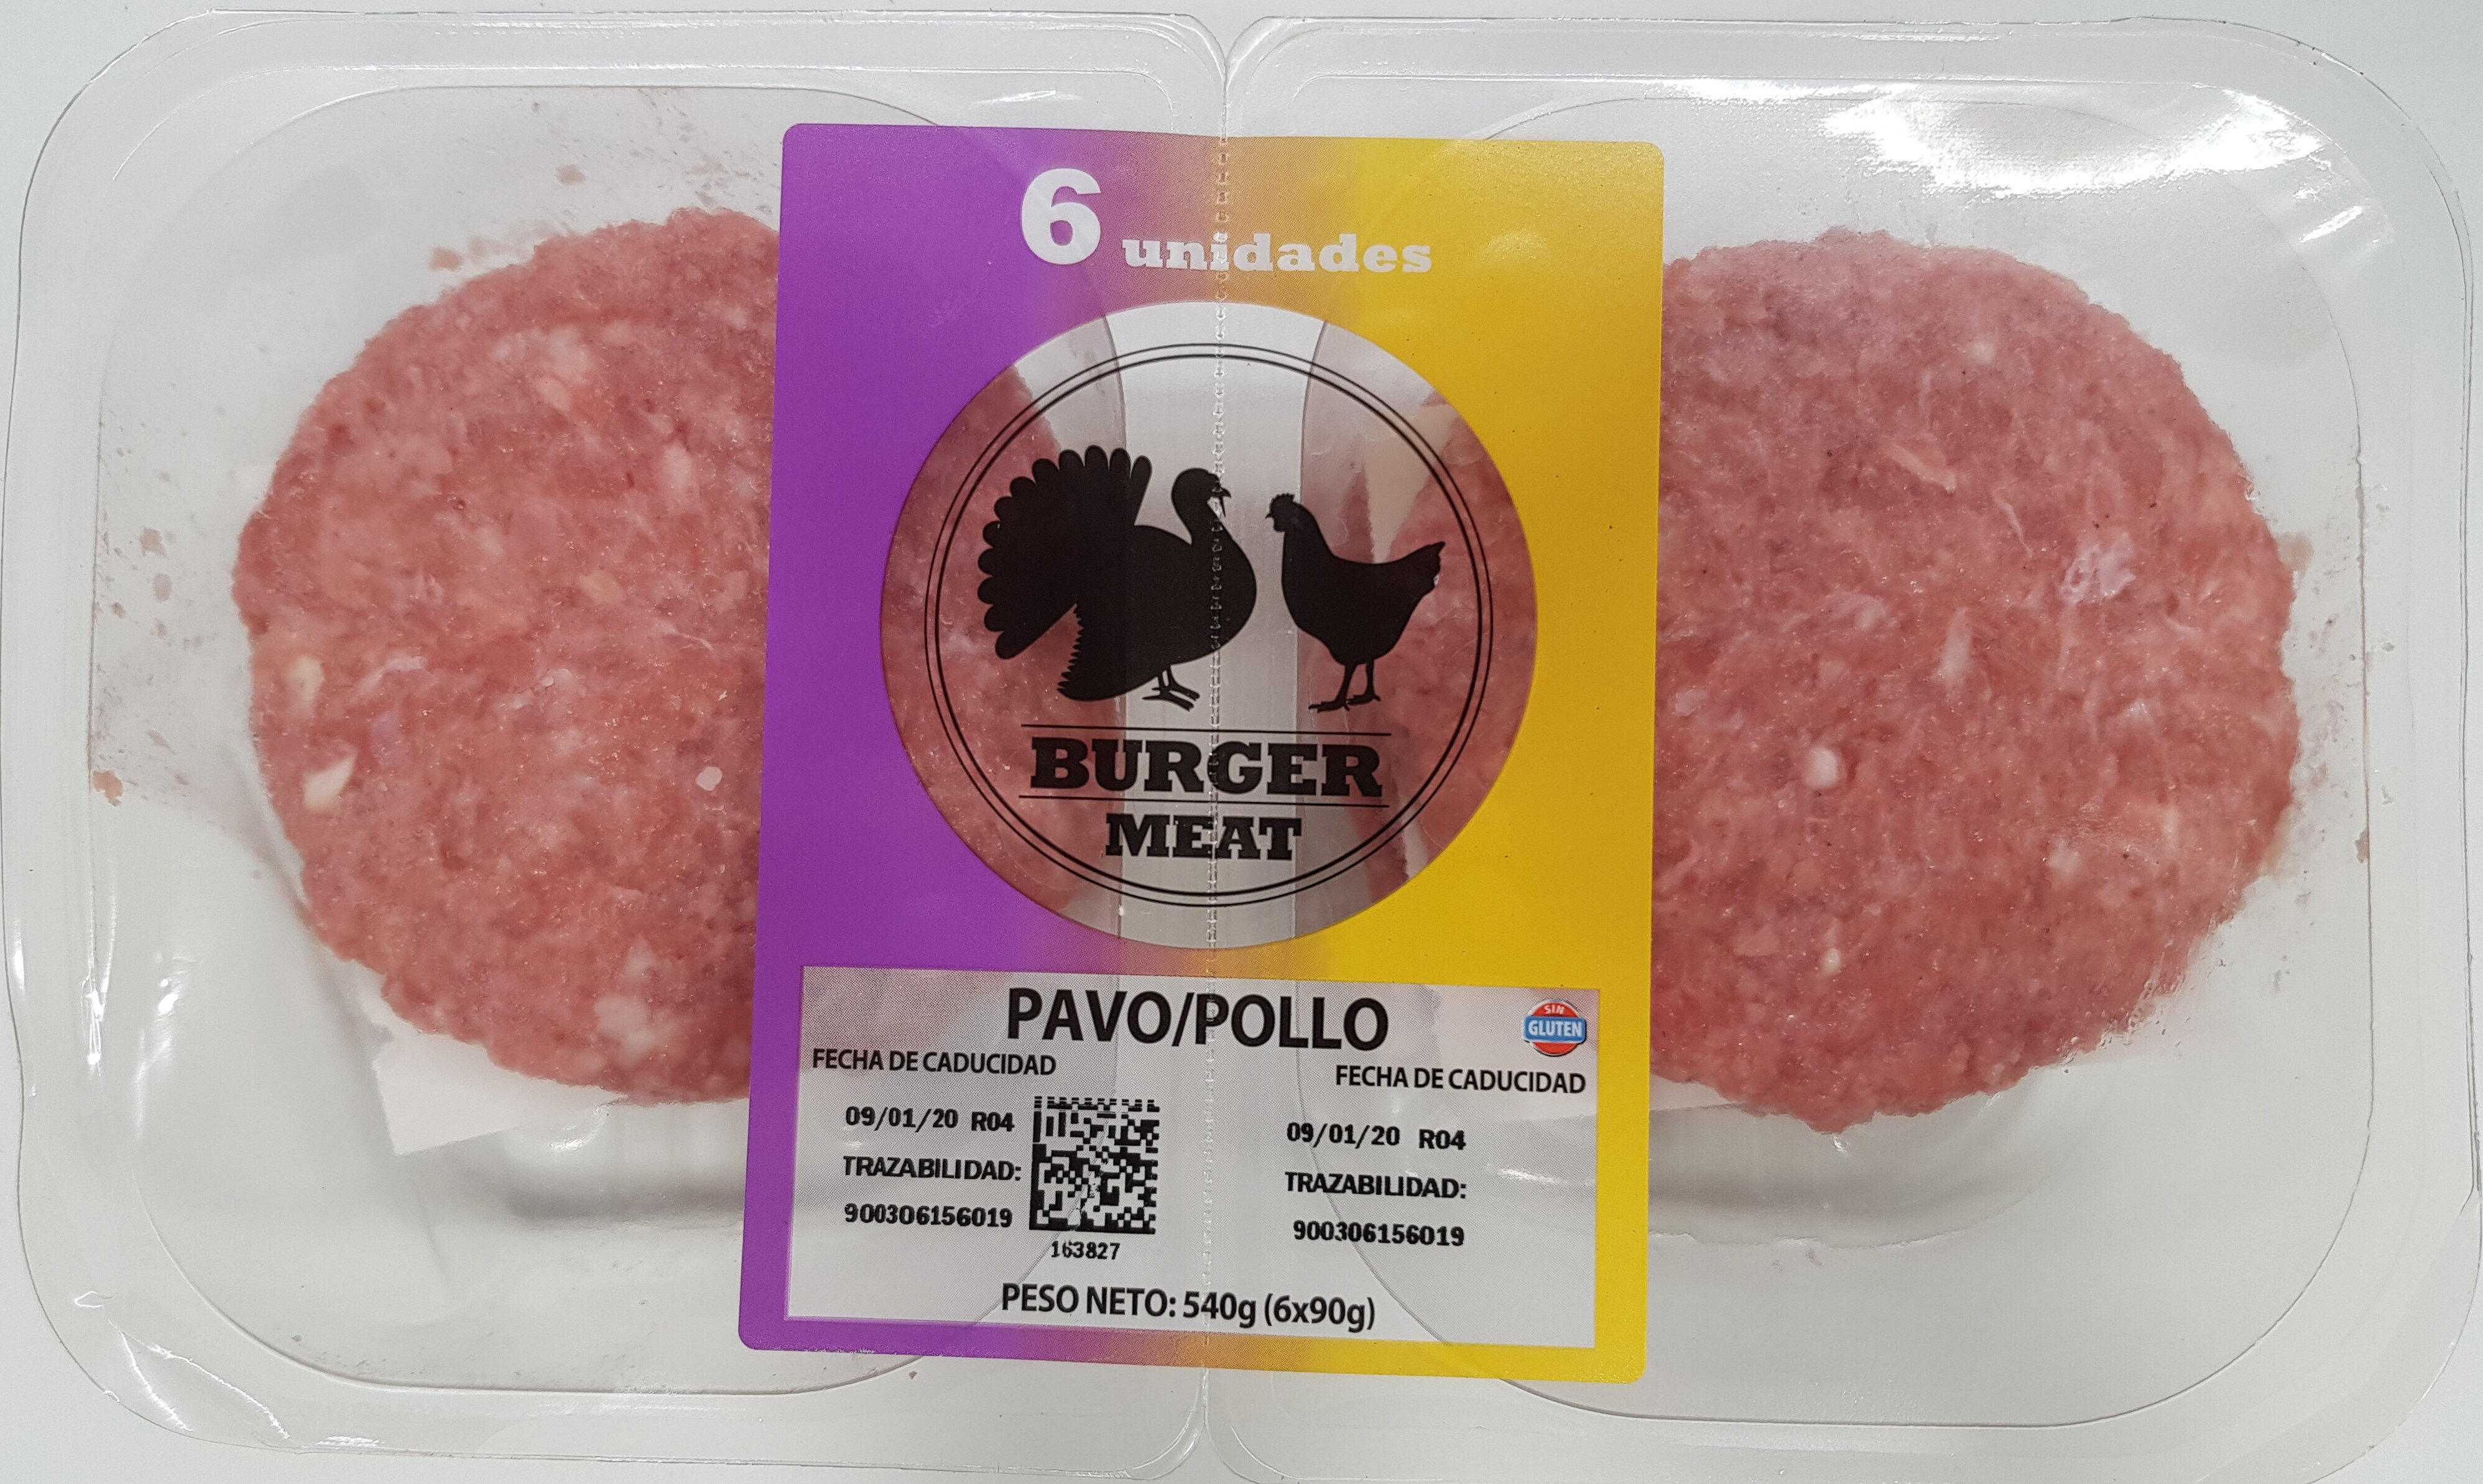 6 unidades
BURGER
MEAT
PAVO/POLLO
SIN
GLUTEN
FECHA DE CADUCIDAD
09/01/20 R04
TRAZABILIDAD:
900306156019
163827
FECHA DE CADUCIDAD
09/01/20 R04
TRAZABILIDAD:
900306156019
PESO NETO: 540g (6x90g)